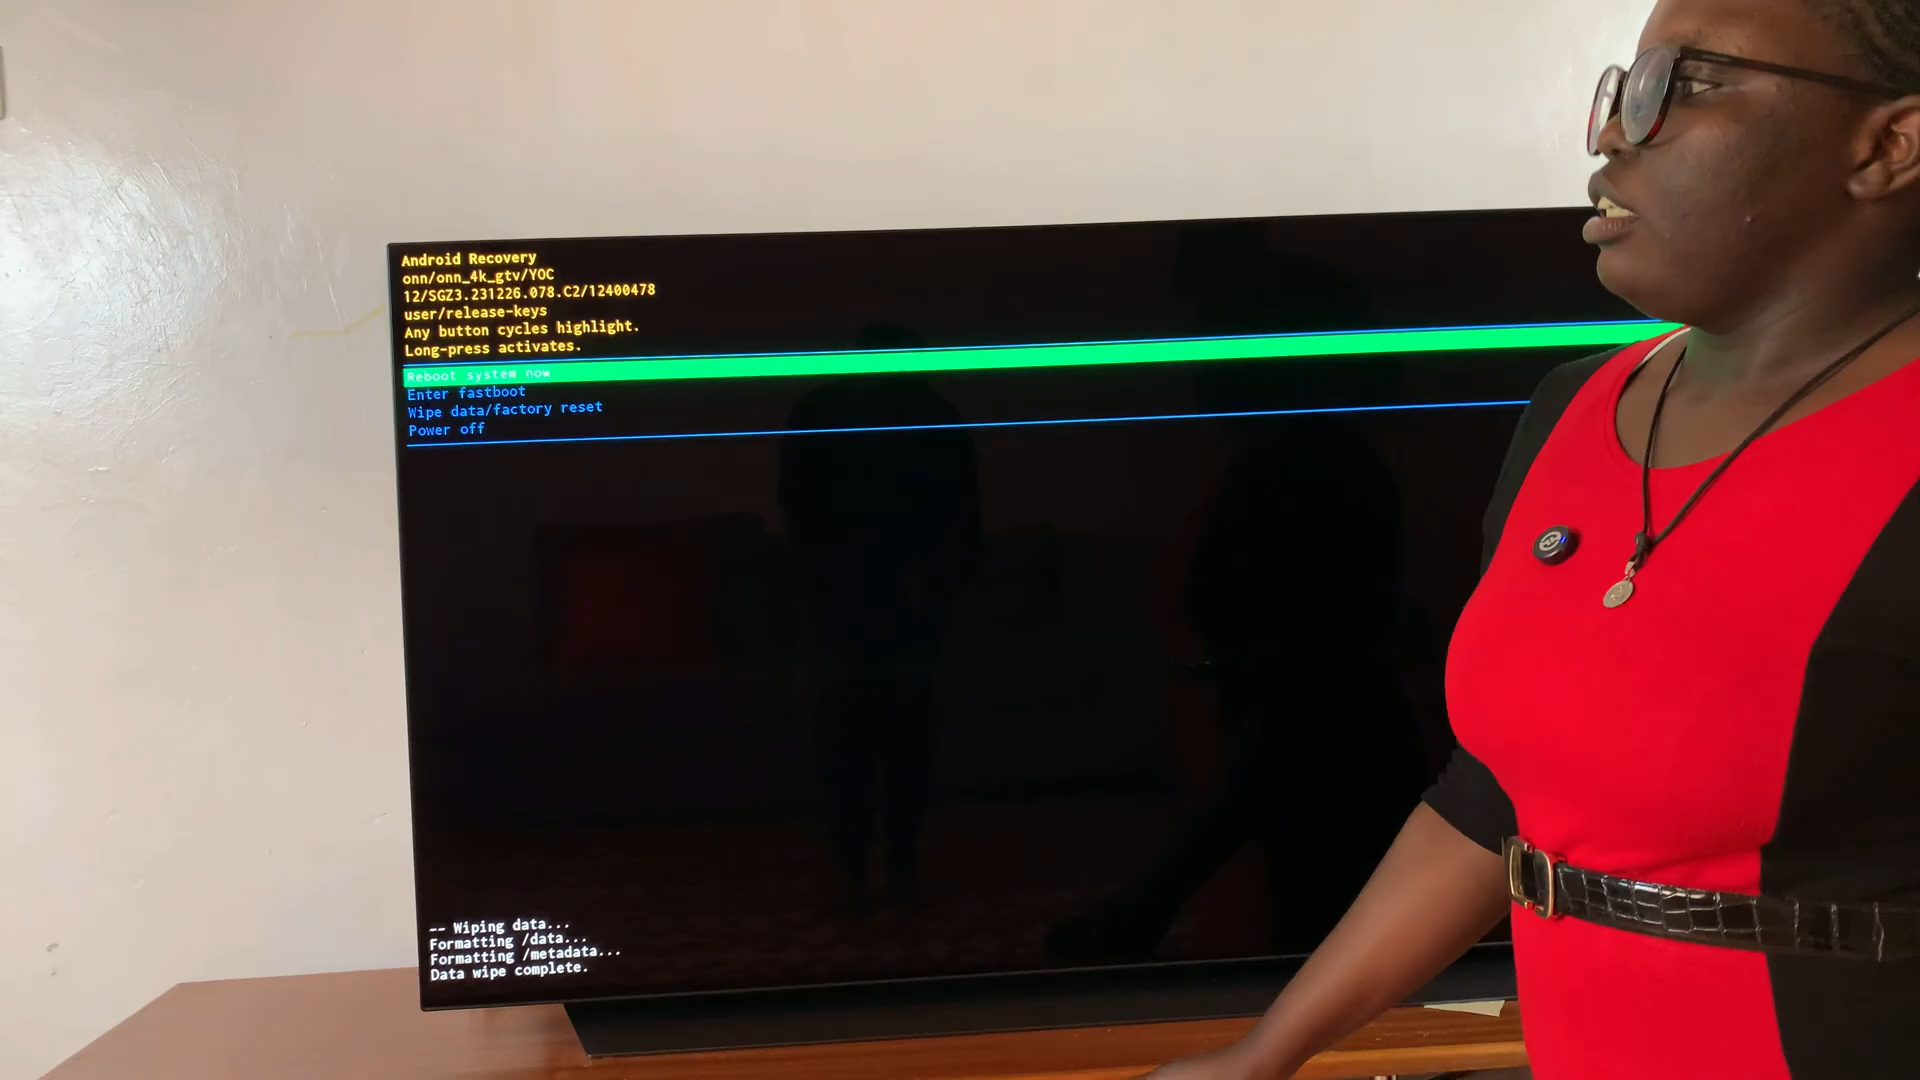 Android Recovery
onn/onn_4k_gtv/YOC
12/SGZ3.231226.078.C2/12400478
user/release-keys
Any button cycles highlight.
Long-press activates.
Reboot system now
Enter fastboot
Wipe data/factory reset
Power off
-- Wiping data...
Formatting /data...
Formatting /metadata...
Data wipe complete.